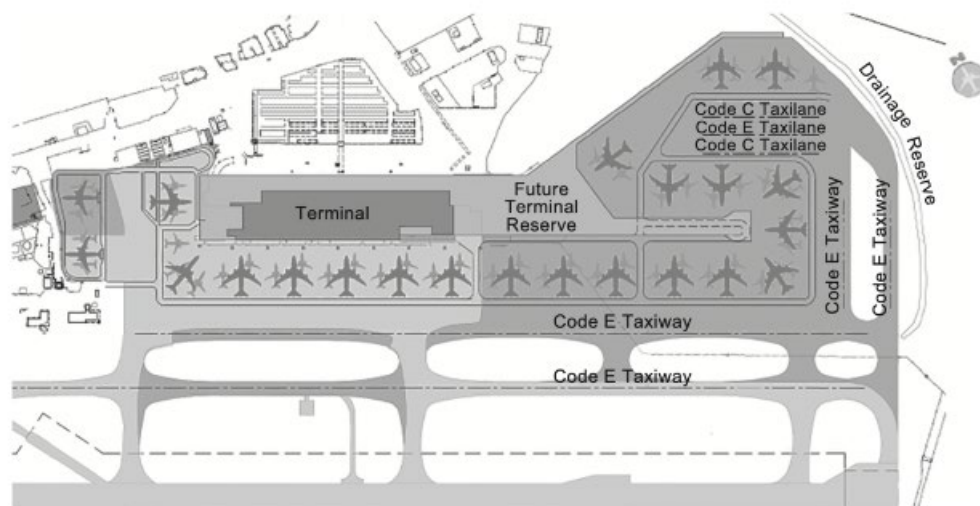 Code C Taxilane
Code E Taxilane
Code C Taxilane
Drainage Reserve
Terminal
Future
Terminal
Reserve
Code E Taxiway
Code E Taxiway
Code E Taxiway
Code E Taxiway